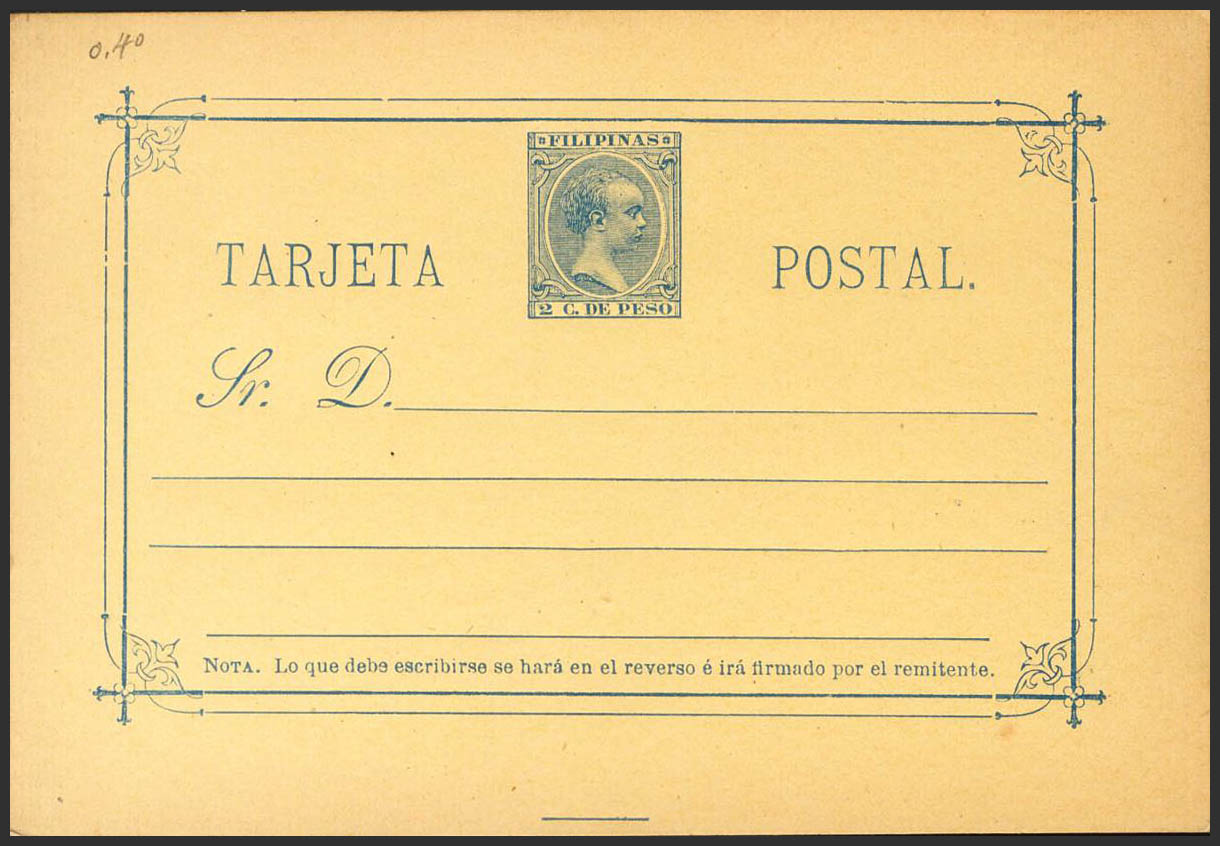 0.40
FILIPINAS
2 C. DE PESO
TARJETA POSTAL.
Sr. D.
NOTA. Lo que debe escribirse se hará en el reverso é irá firmado por el remitente.